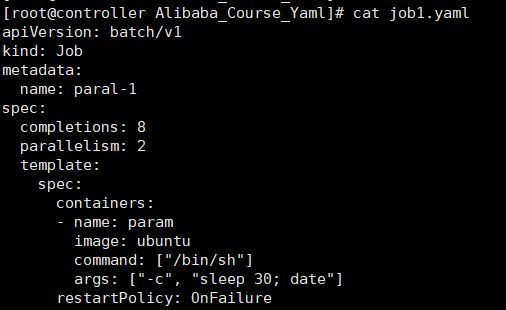 [root@controller Alibaba_Course_Yaml]# cat job1.yaml
apiVersion: batch/v1
kind: Job
metadata:
  name: paral-1
spec:
  completions: 8
  parallelism: 2
  template:
    spec:
      containers:
      - name: param
        image: ubuntu
        command: ["/bin/sh"]
        args: ["-c", "sleep 30; date"]
      restartPolicy: OnFailure